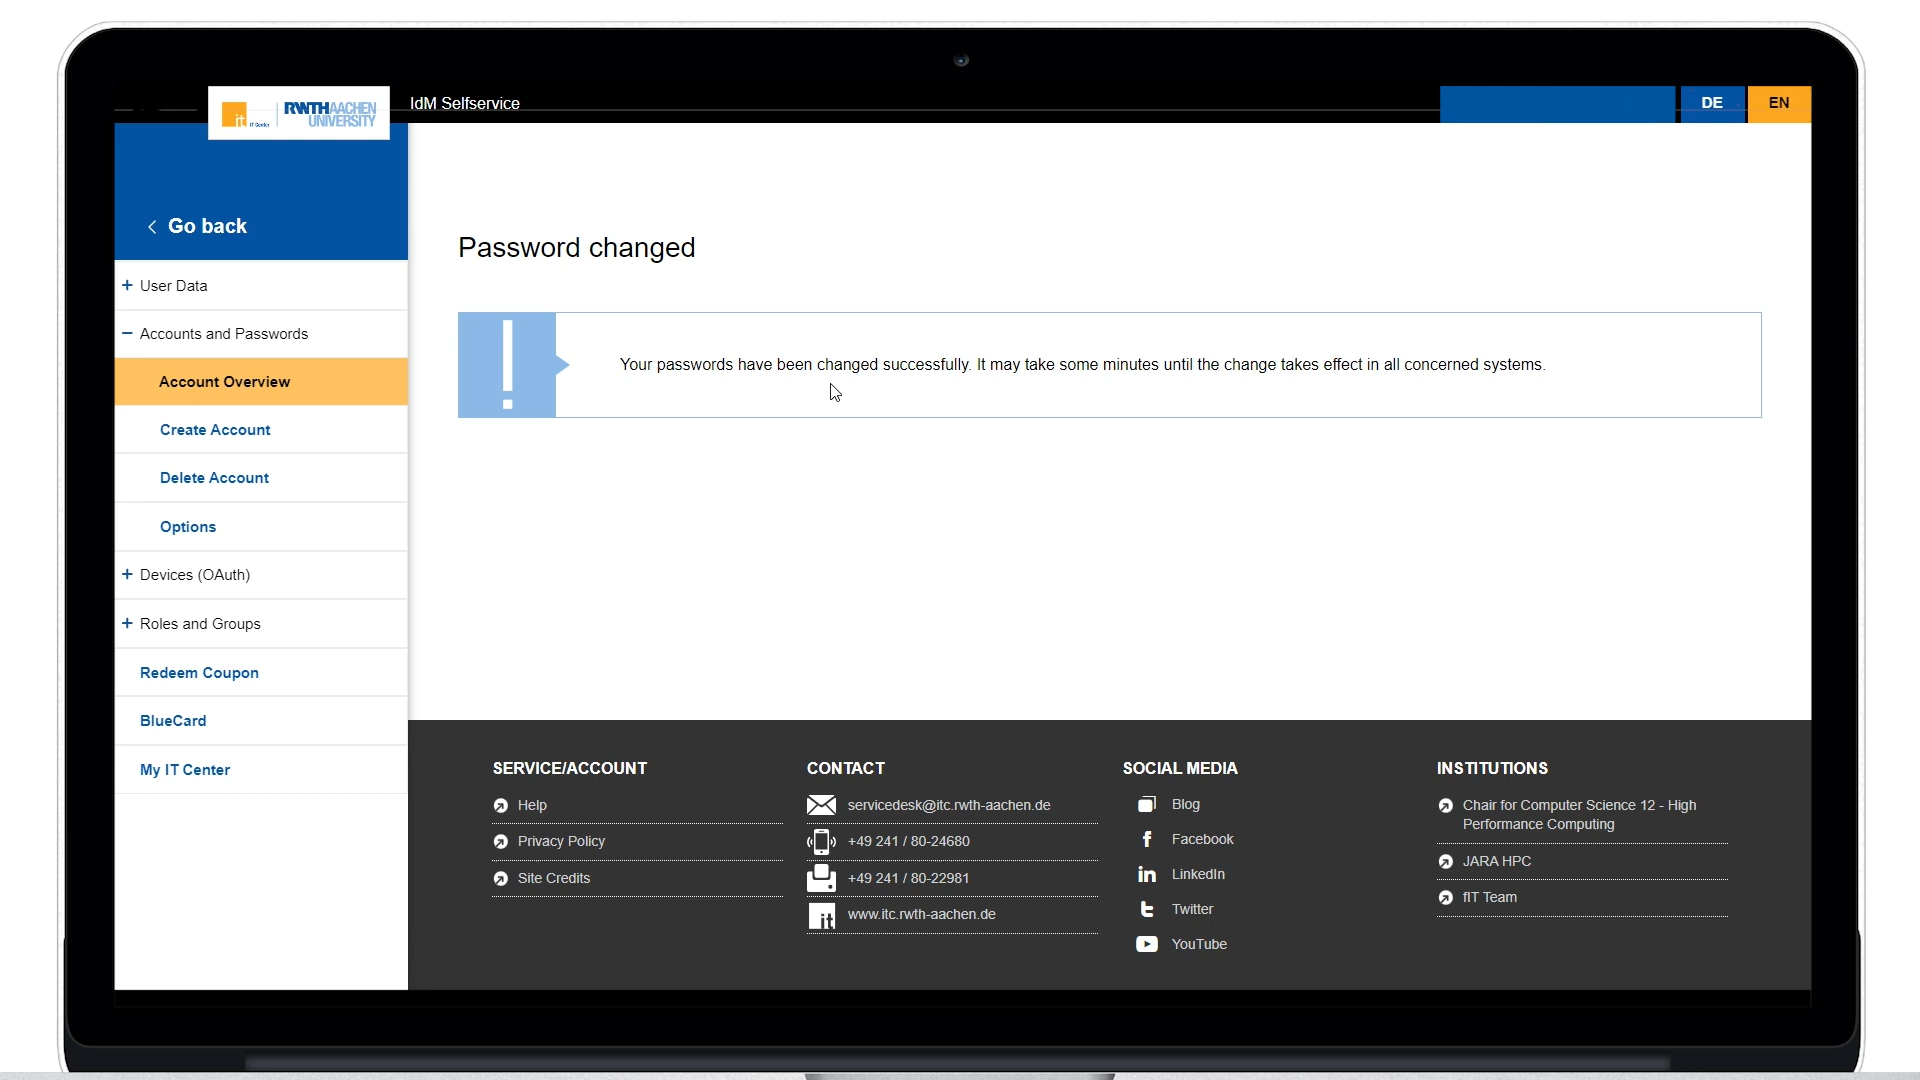 it IT Center RWTHAACHEN
UNIVERSITY
IdM Selfservice
DE
EN
Go back
+ User Data
− Accounts and Passwords
Account Overview
Create Account
Delete Account
Options
+ Devices (OAuth)
+ Roles and Groups
Redeem Coupon
BlueCard
My IT Center
Password changed
Your passwords have been changed successfully. It may take some minutes until the change takes effect in all concerned systems.
SERVICE/ACCOUNT
Help
Privacy Policy
Site Credits
CONTACT
servicedesk@itc.rwth-aachen.de
+49 241 / 80-24680
+49 241 / 80-22981
it www.itc.rwth-aachen.de
SOCIAL MEDIA
Blog
Facebook
LinkedIn
Twitter
YouTube
INSTITUTIONS
Chair for Computer Science 12 - High
Performance Computing
JARA HPC
fIT Team